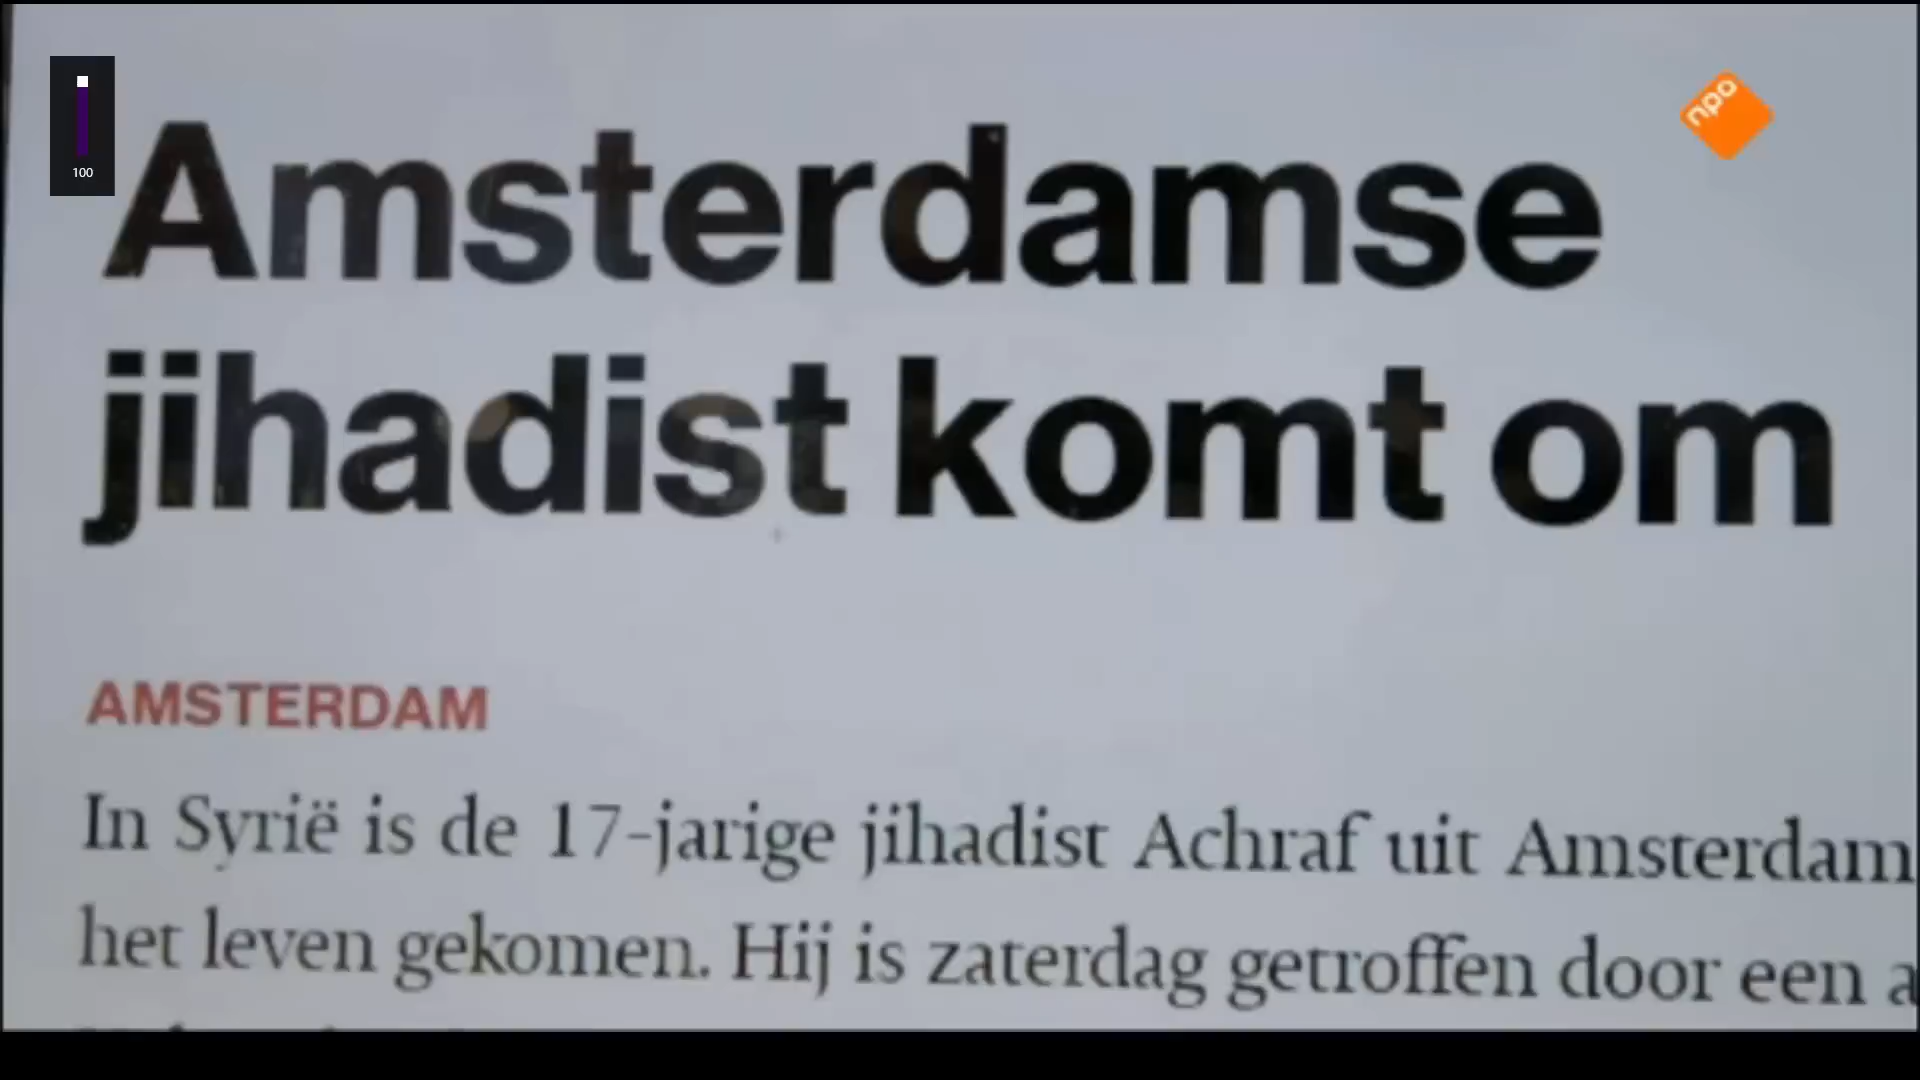 npo
100
Amsterdamse
jihadist komt om
AMSTERDAM
In Syrië is de 17-jarige jihadist Achraf uit Amsterdam
het leven gekomen. Hij is zaterdag getroffen door een a